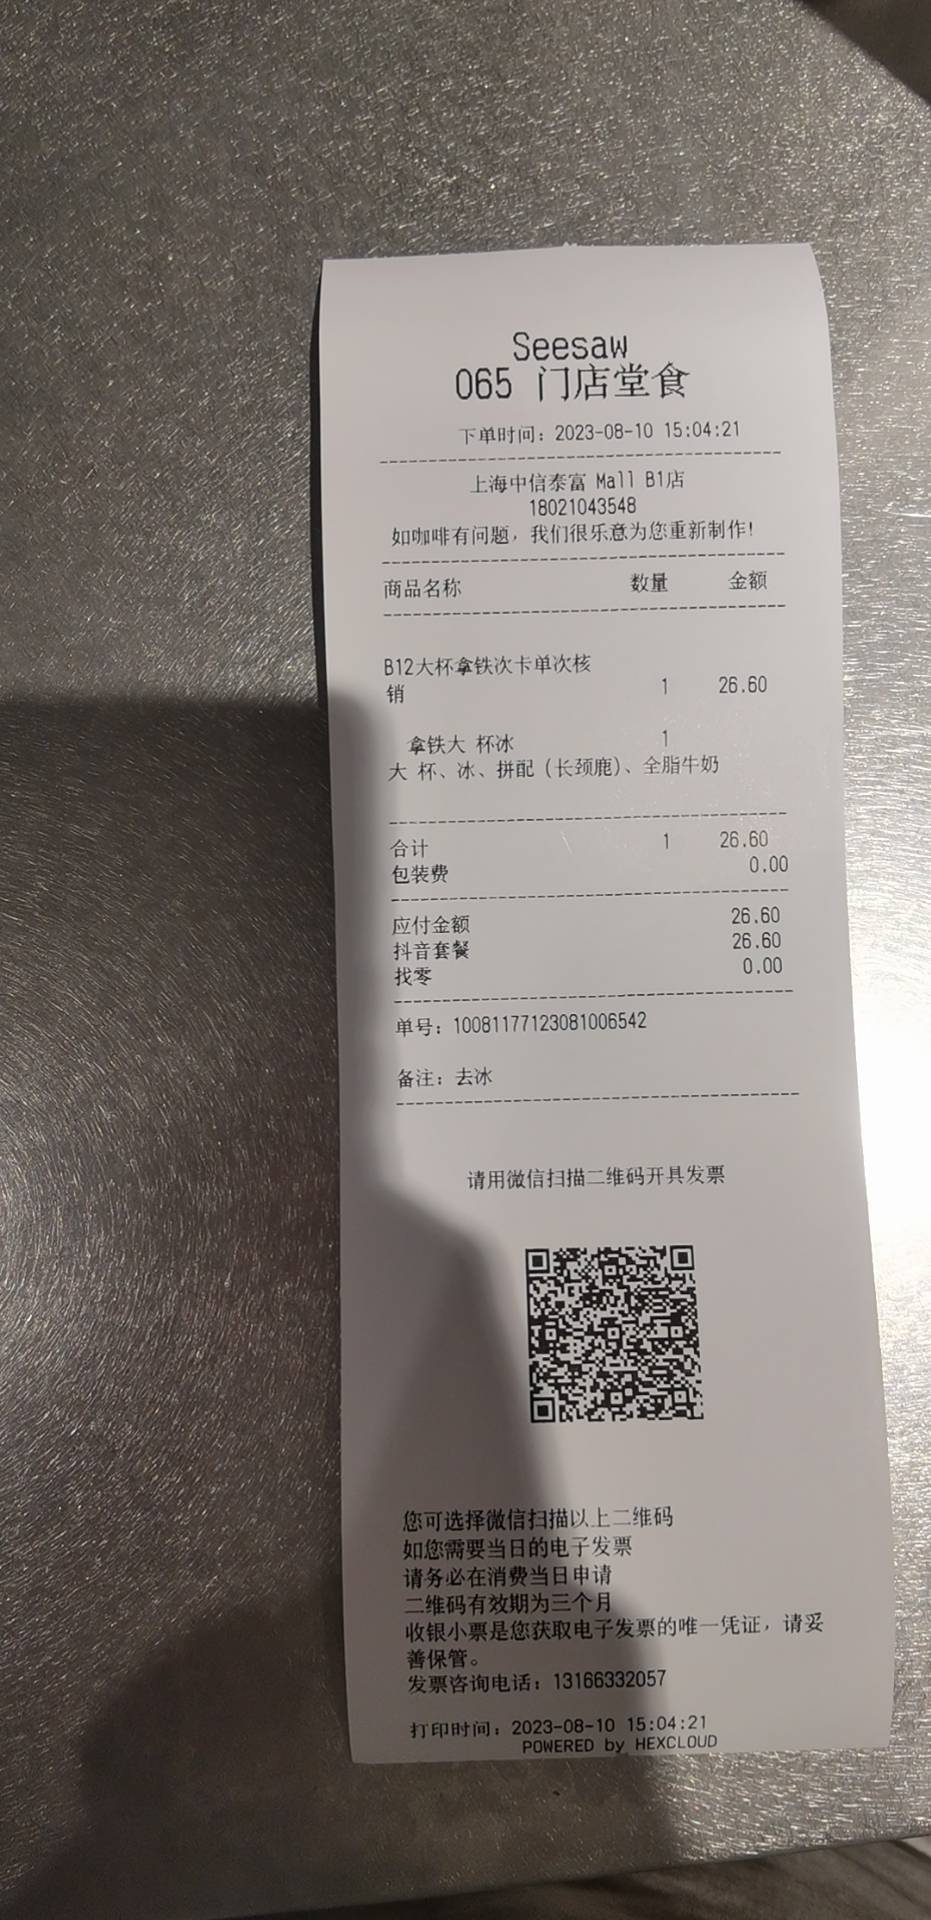 Seesaw
065 门店堂食
下单时间：2023-08-10 15:04:21
上海中信泰富 Mall B1店
18021043548
如咖啡有问题，我们很乐意为您重新制作！
商品名称 数量 金额
B12大杯拿铁次卡单次核
销 1 26.60
拿铁大 杯冰 1
大 杯、冰、拼配（长颈鹿）、全脂牛奶
合计 1 26.60
包装费 0.00
应付金额 26.60
抖音套餐 26.60
找零 0.00
单号：10081177123081006542
备注：去冰
请用微信扫描二维码开具发票
您可选择微信扫描以上二维码
如您需要当日的电子发票
请务必在消费当日申请
二维码有效期为三个月
收银小票是您获取电子发票的唯一凭证，请妥
善保管。
发票咨询电话：13166332057
打印时间：2023-08-10 15:04:21
POWERED by HEXCLOUD